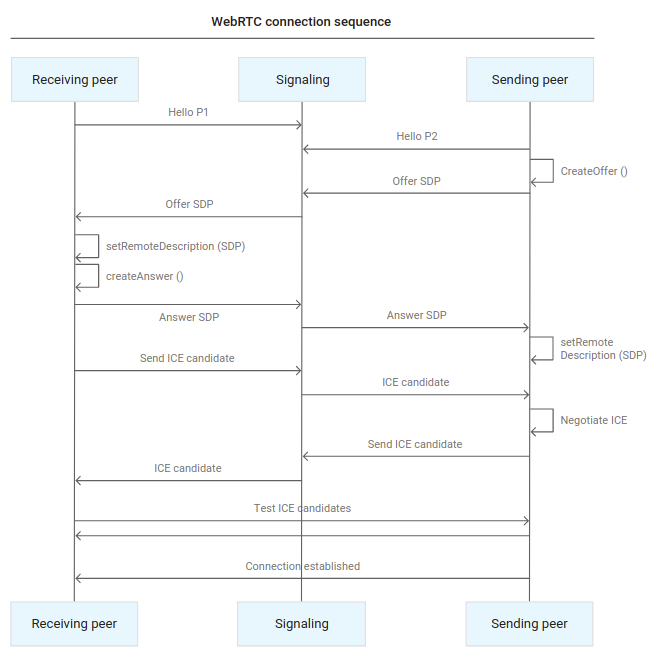 WebRTC connection sequence
Receiving peer
Signaling
Sending peer
Hello P1
Hello P2
CreateOffer ()
Offer SDP
Offer SDP
setRemoteDescription (SDP)
createAnswer ()
Answer SDP
Answer SDP
setRemote
Description (SDP)
Send ICE candidate
ICE candidate
Negotiate ICE
Send ICE candidate
ICE candidate
Test ICE candidates
Connection established
Receiving peer
Signaling
Sending peer